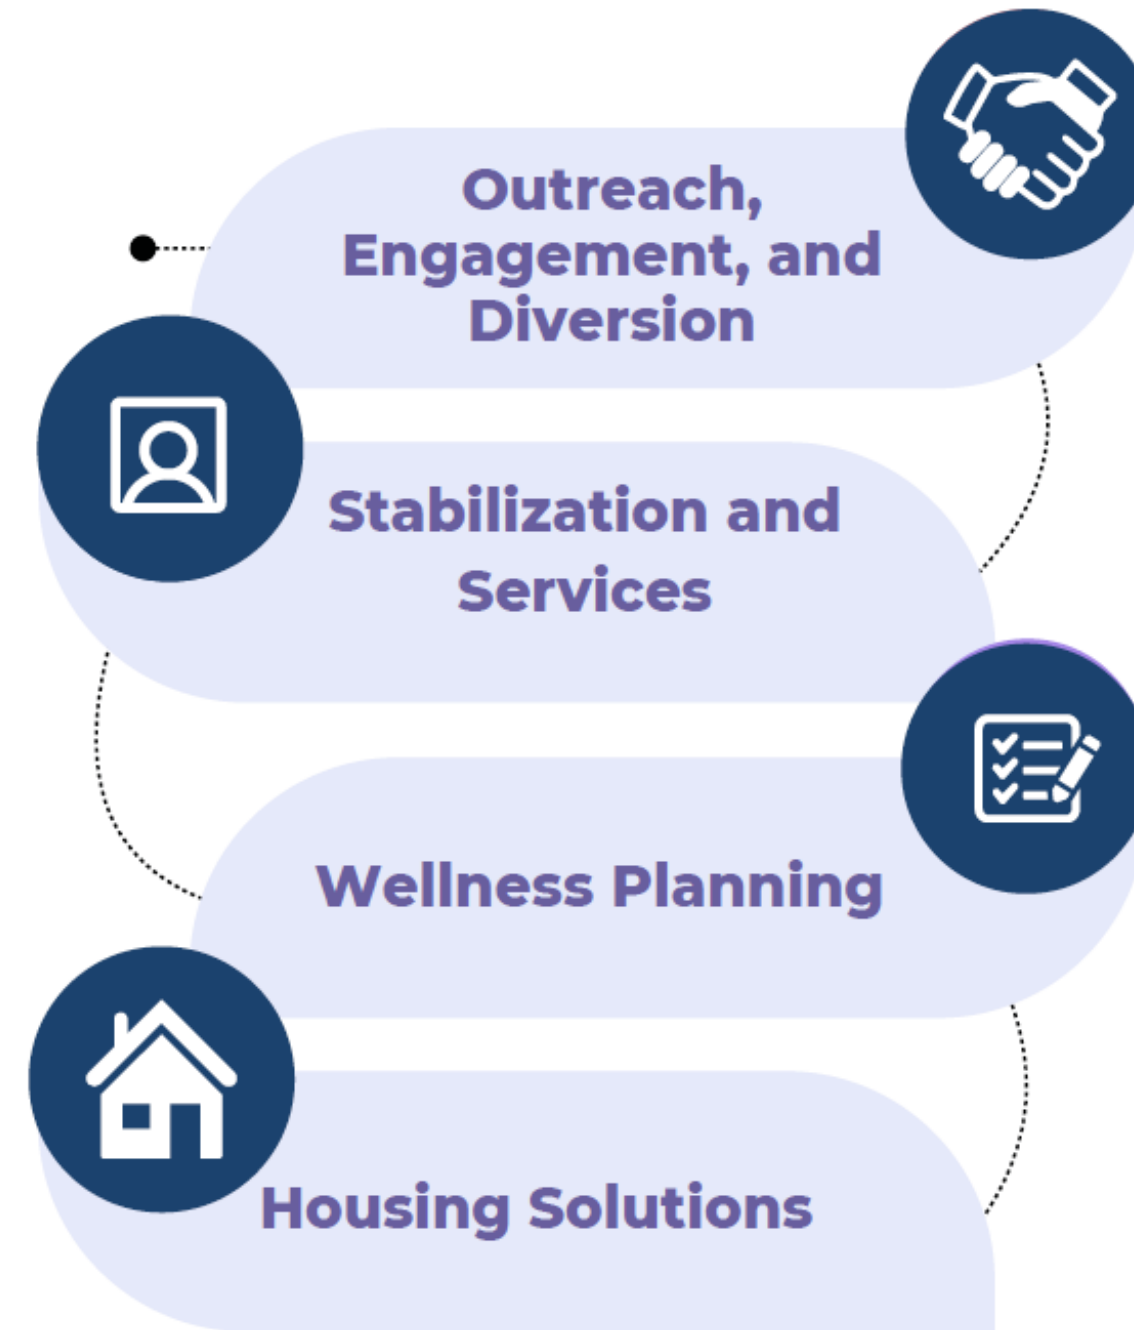 Outreach,
Engagement, and
Diversion
Stabilization and
Services
Wellness Planning
Housing Solutions